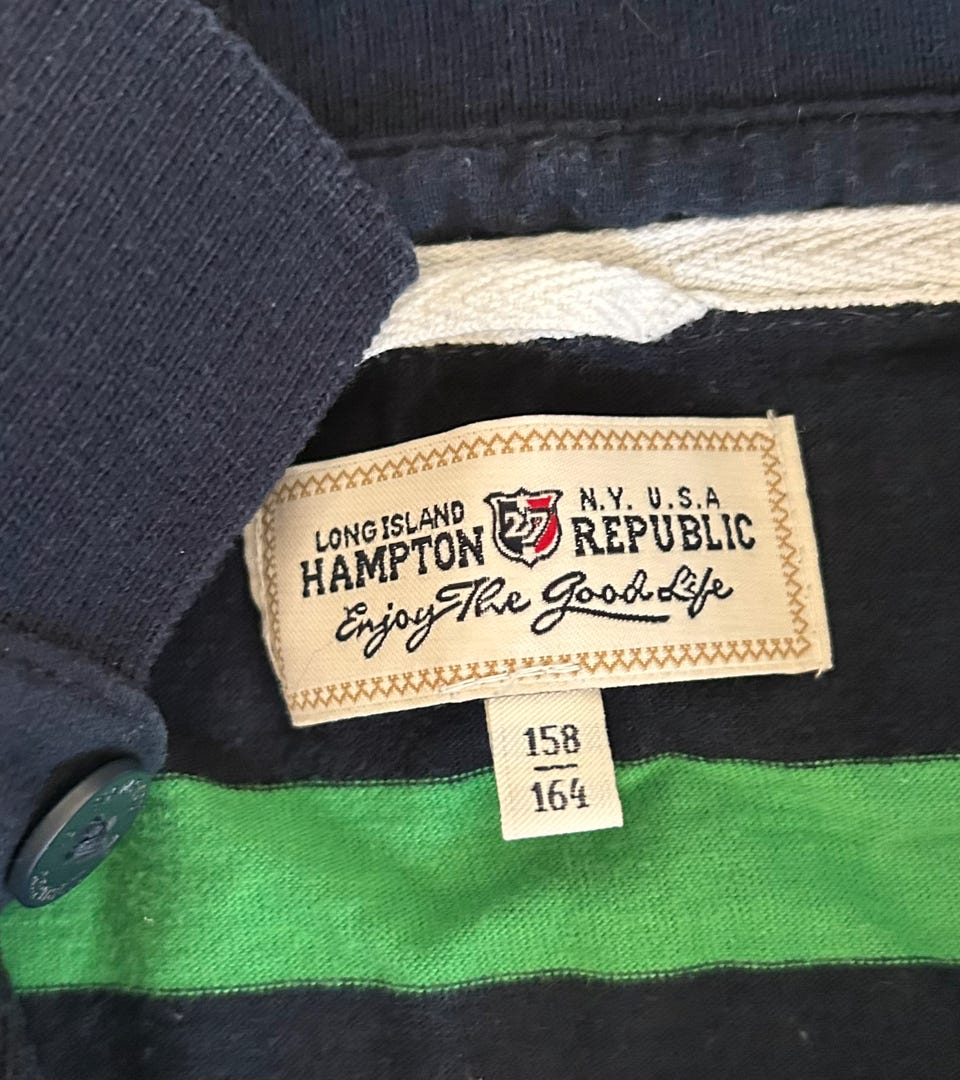 LONG ISLAND
HAMPTON
27
N.Y. U.S.A
REPUBLIC
Enjoy The Good Life
158
164